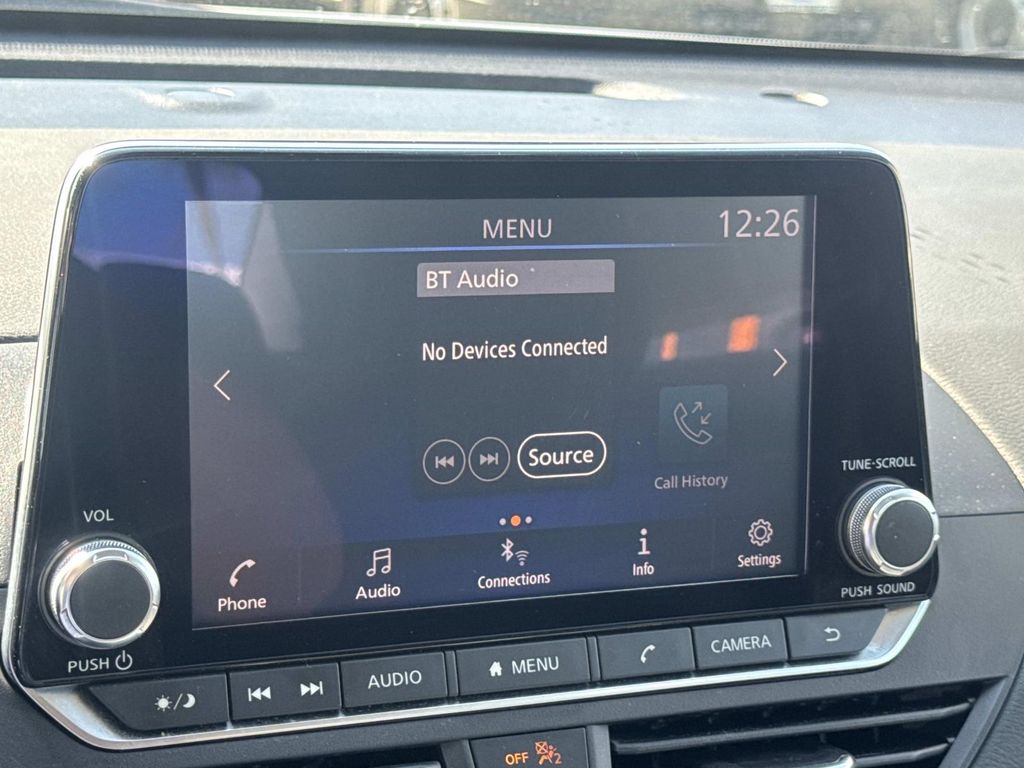 MENU
12:26
BT Audio
No Devices Connected
Source
Call History
Phone
Audio
Connections
Info
Settings
VOL
PUSH
TUNE·SCROLL
PUSH SOUND
AUDIO
MENU
CAMERA
OFF
2